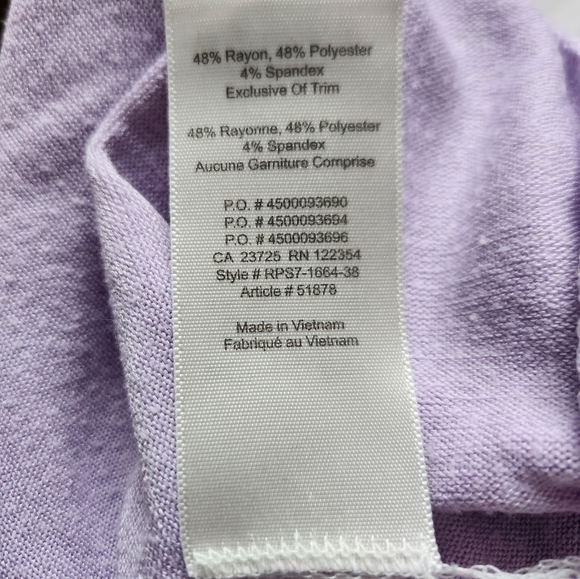 48% Rayon, 48% Polyester
4% Spandex
Exclusive Of Trim
48% Rayonne, 48% Polyester
4% Spandex
Aucune Garniture Comprise
P.O. # 4500093690
P.O. # 4500093694
P.O. # 4500093696
CA 23725 RN 122354
Style # RPS7-1664-38
Article # 51878
Made in Vietnam
Fabriqué au Vietnam